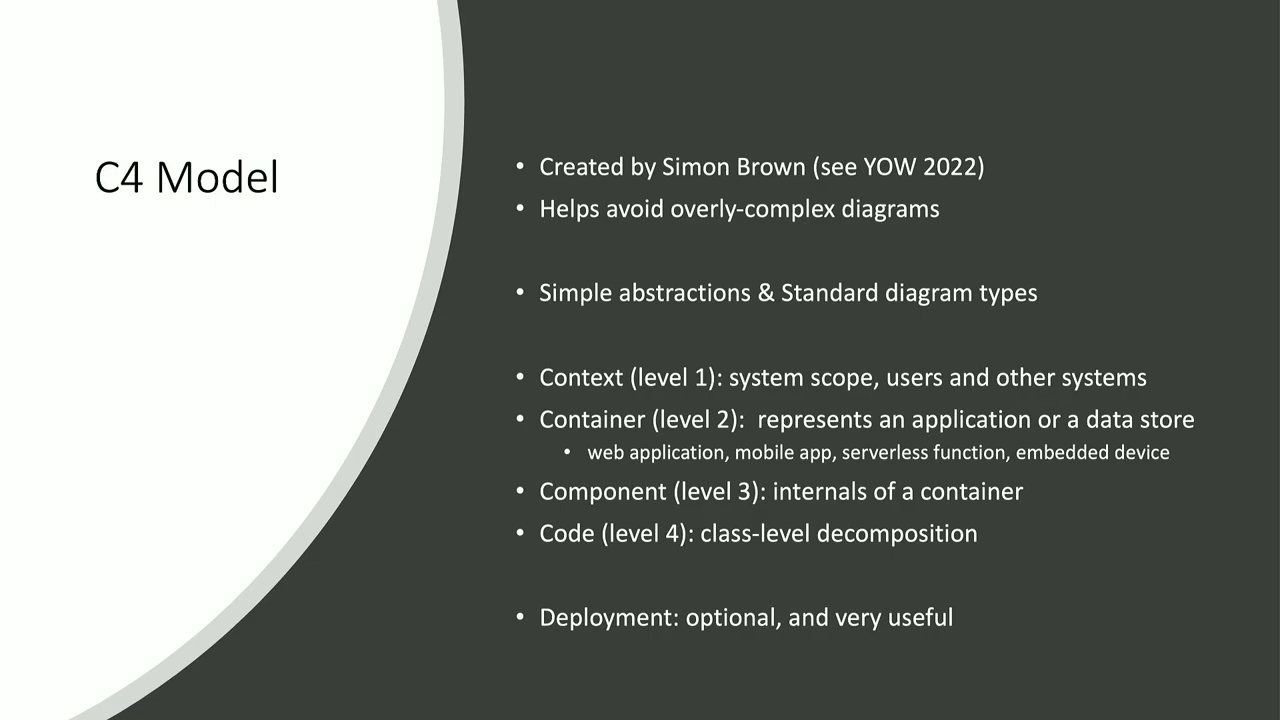 C4 Model
• Created by Simon Brown (see YOW 2022)
• Helps avoid overly-complex diagrams
• Simple abstractions & Standard diagram types
• Context (level 1): system scope, users and other systems
• Container (level 2):  represents an application or a data store
• web application, mobile app, serverless function, embedded device
• Component (level 3): internals of a container
• Code (level 4): class-level decomposition
• Deployment: optional, and very useful